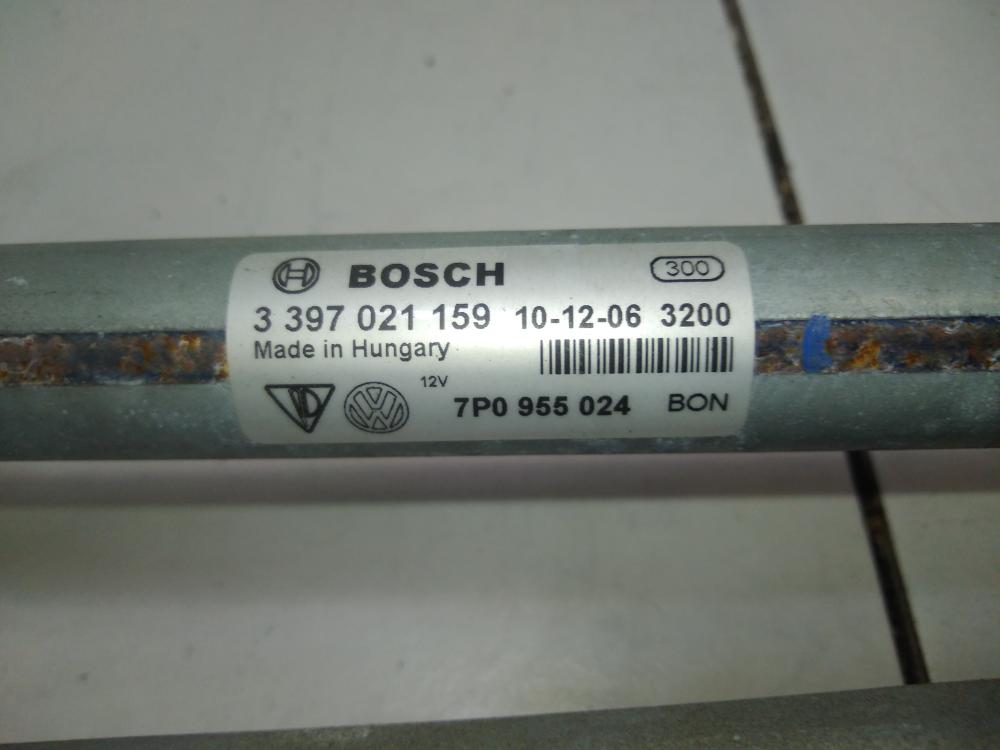 BOSCH 300
3 397 021 159 10-12-06 3200
Made in Hungary
12V
7P0 955 024 BON